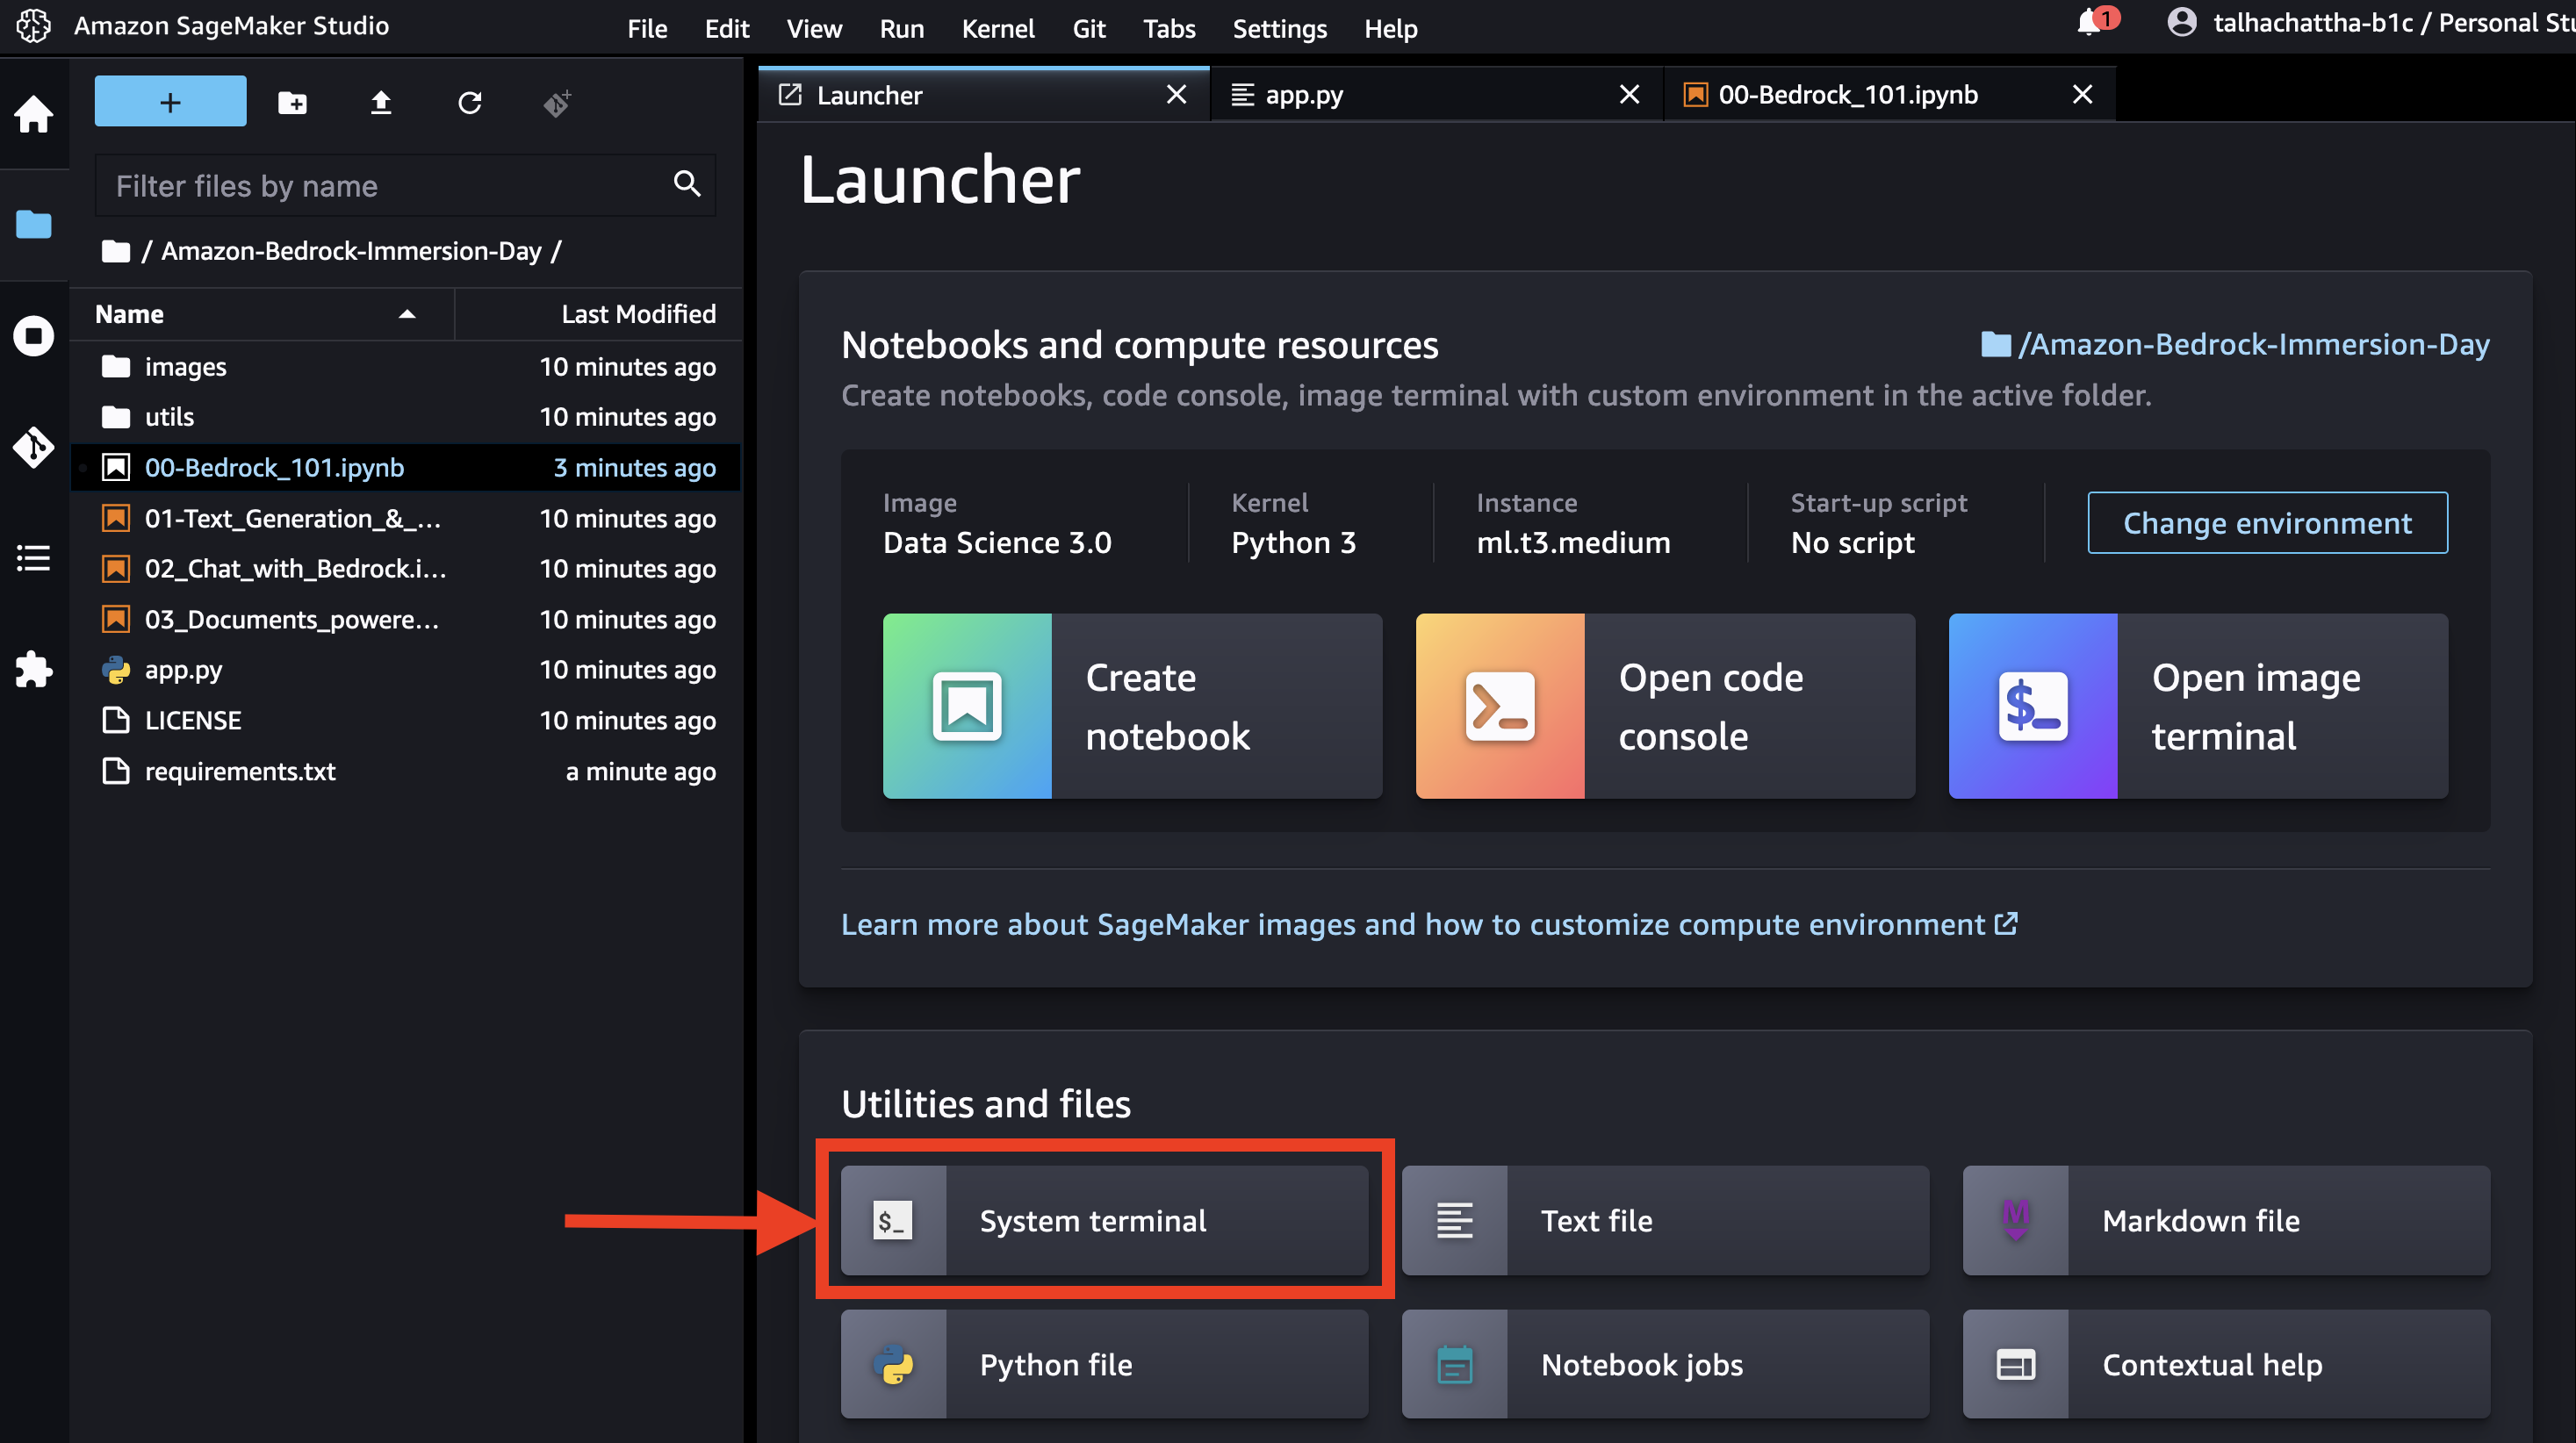 Amazon SageMaker Studio
File Edit View Run Kernel Git Tabs Settings Help
1
talhachattha-b1c / Personal Stu
+
Filter files by name
/ Amazon-Bedrock-Immersion-Day /
Name Last Modified
images 10 minutes ago
utils 10 minutes ago
00-Bedrock_101.ipynb 3 minutes ago
01-Text_Generation_&_... 10 minutes ago
02_Chat_with_Bedrock.i... 10 minutes ago
03_Documents_powere... 10 minutes ago
app.py 10 minutes ago
LICENSE 10 minutes ago
requirements.txt a minute ago
Launcher app.py 00-Bedrock_101.ipynb
Launcher
Notebooks and compute resources
/Amazon-Bedrock-Immersion-Day
Create notebooks, code console, image terminal with custom environment in the active folder.
Image Kernel Instance Start-up script
Data Science 3.0 Python 3 ml.t3.medium No script
Change environment
Create
notebook
Open code
console
$_
Open image
terminal
Learn more about SageMaker images and how to customize compute environment
Utilities and files
$_ System terminal
Text file
M Markdown file
Python file
Notebook jobs
Contextual help